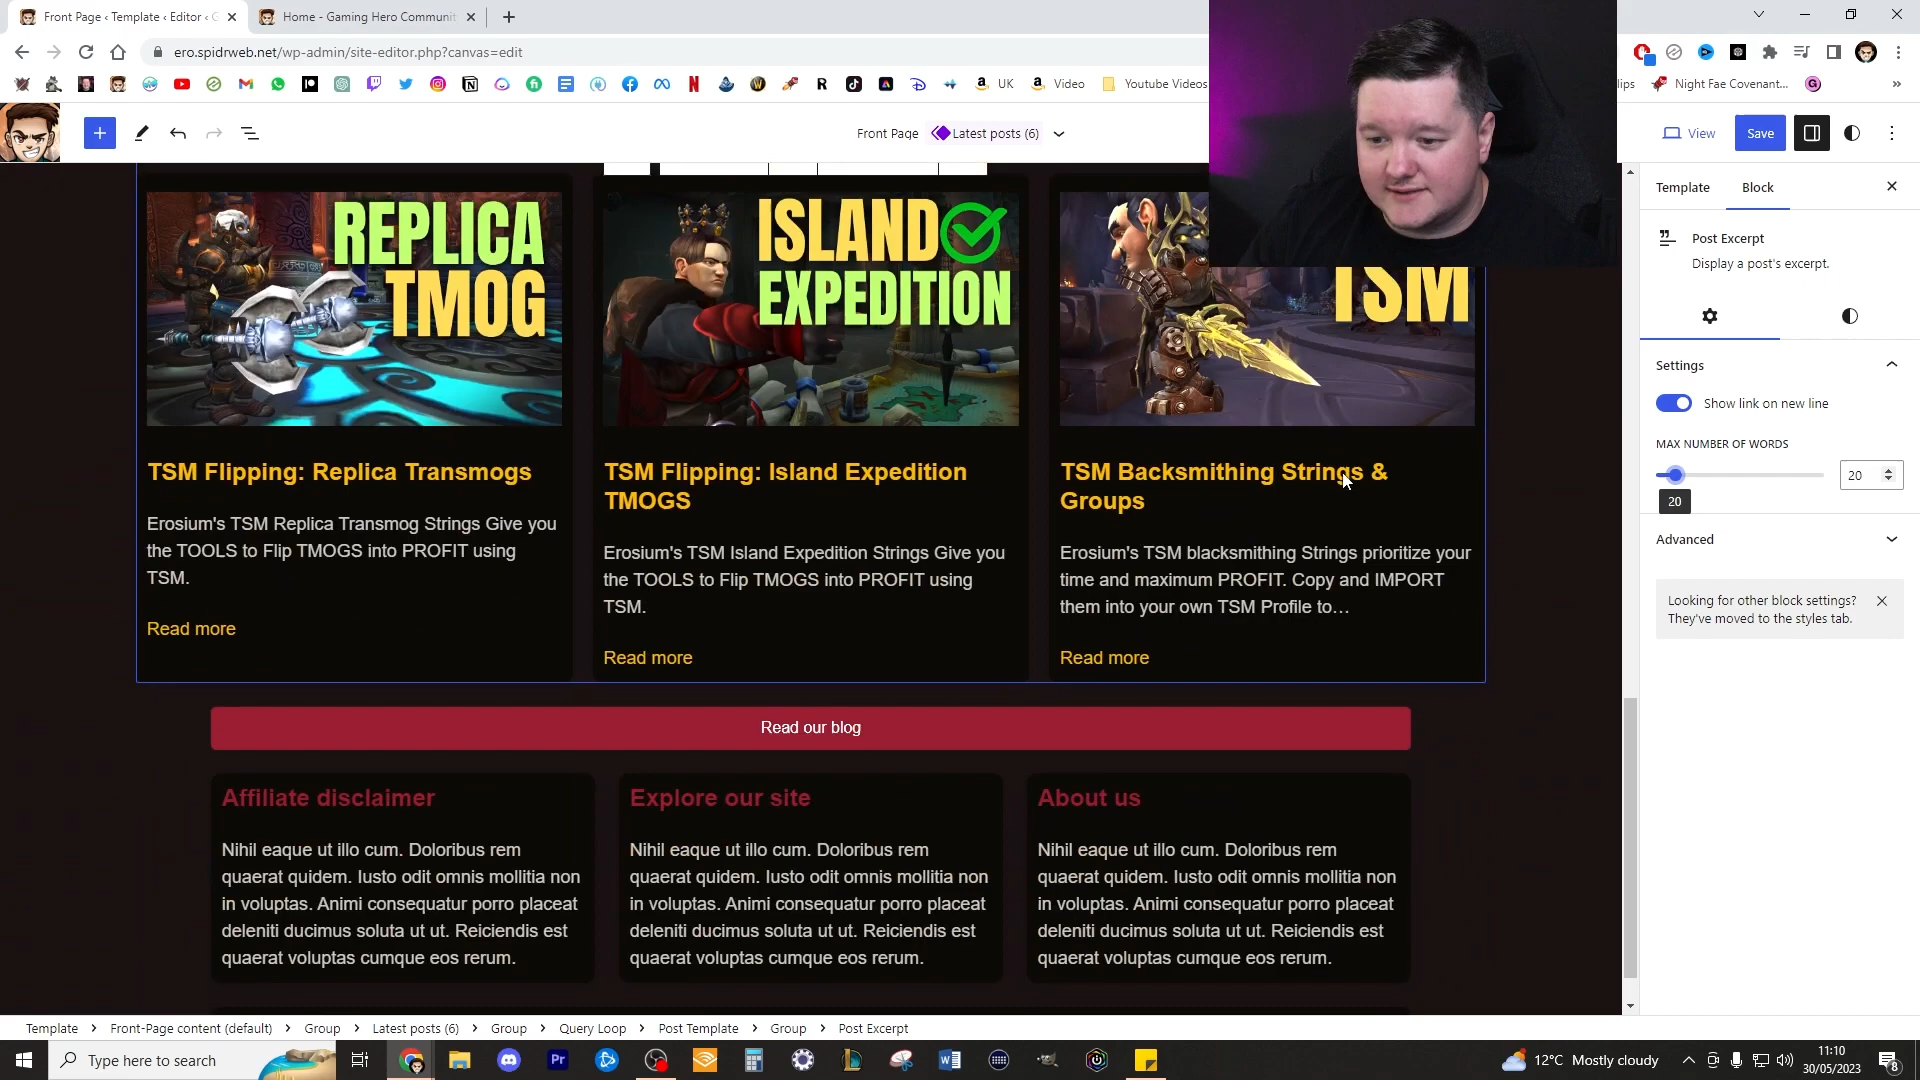 Front Page ‹ Template ‹ Editor ‹ G
Home - Gaming Hero Communit
ero.spidrweb.net/wp-admin/site-editor.php?canvas=edit
UK
Video
Youtube Videos
lips
Night Fae Covenant...
Front Page
Latest posts (6)
View
Save
REPLICA
TMOG
ISLAND
EXPEDITION
TSM
TSM Flipping: Replica Transmogs
Erosium's TSM Replica Transmog Strings Give you
the TOOLS to Flip TMOGS into PROFIT using
TSM.
Read more
TSM Flipping: Island Expedition
TMOGS
Erosium's TSM Island Expedition Strings Give you
the TOOLS to Flip TMOGS into PROFIT using
TSM.
Read more
TSM Backsmithing Strings &
Groups
Erosium's TSM blacksmithing Strings prioritize your
time and maximum PROFIT. Copy and IMPORT
them into your own TSM Profile to…
Read more
Read our blog
Affiliate disclaimer
Nihil eaque ut illo cum. Doloribus rem
quaerat quidem. Iusto odit omnis mollitia non
in voluptas. Animi consequatur porro placeat
deleniti ducimus soluta ut ut. Reiciendis est
quaerat voluptas cumque eos rerum.
Explore our site
Nihil eaque ut illo cum. Doloribus rem
quaerat quidem. Iusto odit omnis mollitia non
in voluptas. Animi consequatur porro placeat
deleniti ducimus soluta ut ut. Reiciendis est
quaerat voluptas cumque eos rerum.
About us
Nihil eaque ut illo cum. Doloribus rem
quaerat quidem. Iusto odit omnis mollitia non
in voluptas. Animi consequatur porro placeat
deleniti ducimus soluta ut ut. Reiciendis est
quaerat voluptas cumque eos rerum.
Template
Block
Post Excerpt
Display a post's excerpt.
Settings
Show link on new line
MAX NUMBER OF WORDS
20
20
Advanced
Looking for other block settings?
They've moved to the styles tab.
Template > Front-Page content (default) > Group > Latest posts (6) > Group > Query Loop > Post Template > Group > Post Excerpt
Type here to search
12°C Mostly cloudy
11:10
30/05/2023
8